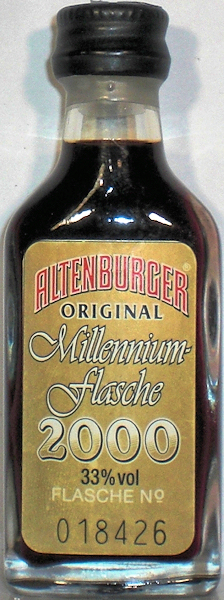 ALTENBURGER®
ORIGINAL
Millennium-
flasche
2000
33% vol
FLASCHE Nº
018426